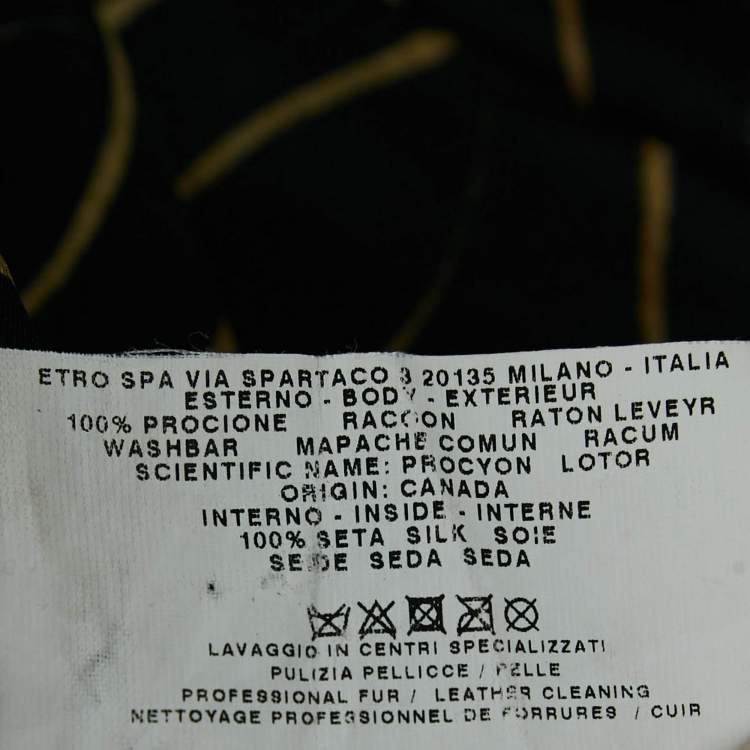 ETRO SPA VIA SPARTACO 3 20135 MILANO - ITALIA
ESTERNO - BODY - EXTERIEUR
100% PROCIONE RACCOON RATON LEVEYR
WASHBAR MAPACHE COMUN RACUM
SCIENTIFIC NAME: PROCYON LOTOR
ORIGIN: CANADA
INTERNO - INSIDE - INTERNE
100% SETA SILK SOIE
SEIDE SEDA SEDA
LAVAGGIO IN CENTRI SPECIALIZZATI
PULIZIA PELLICCE / PELLE
PROFESSIONAL FUR / LEATHER CLEANING
NETTOYAGE PROFESSIONNEL DE FORRURES / CUIR